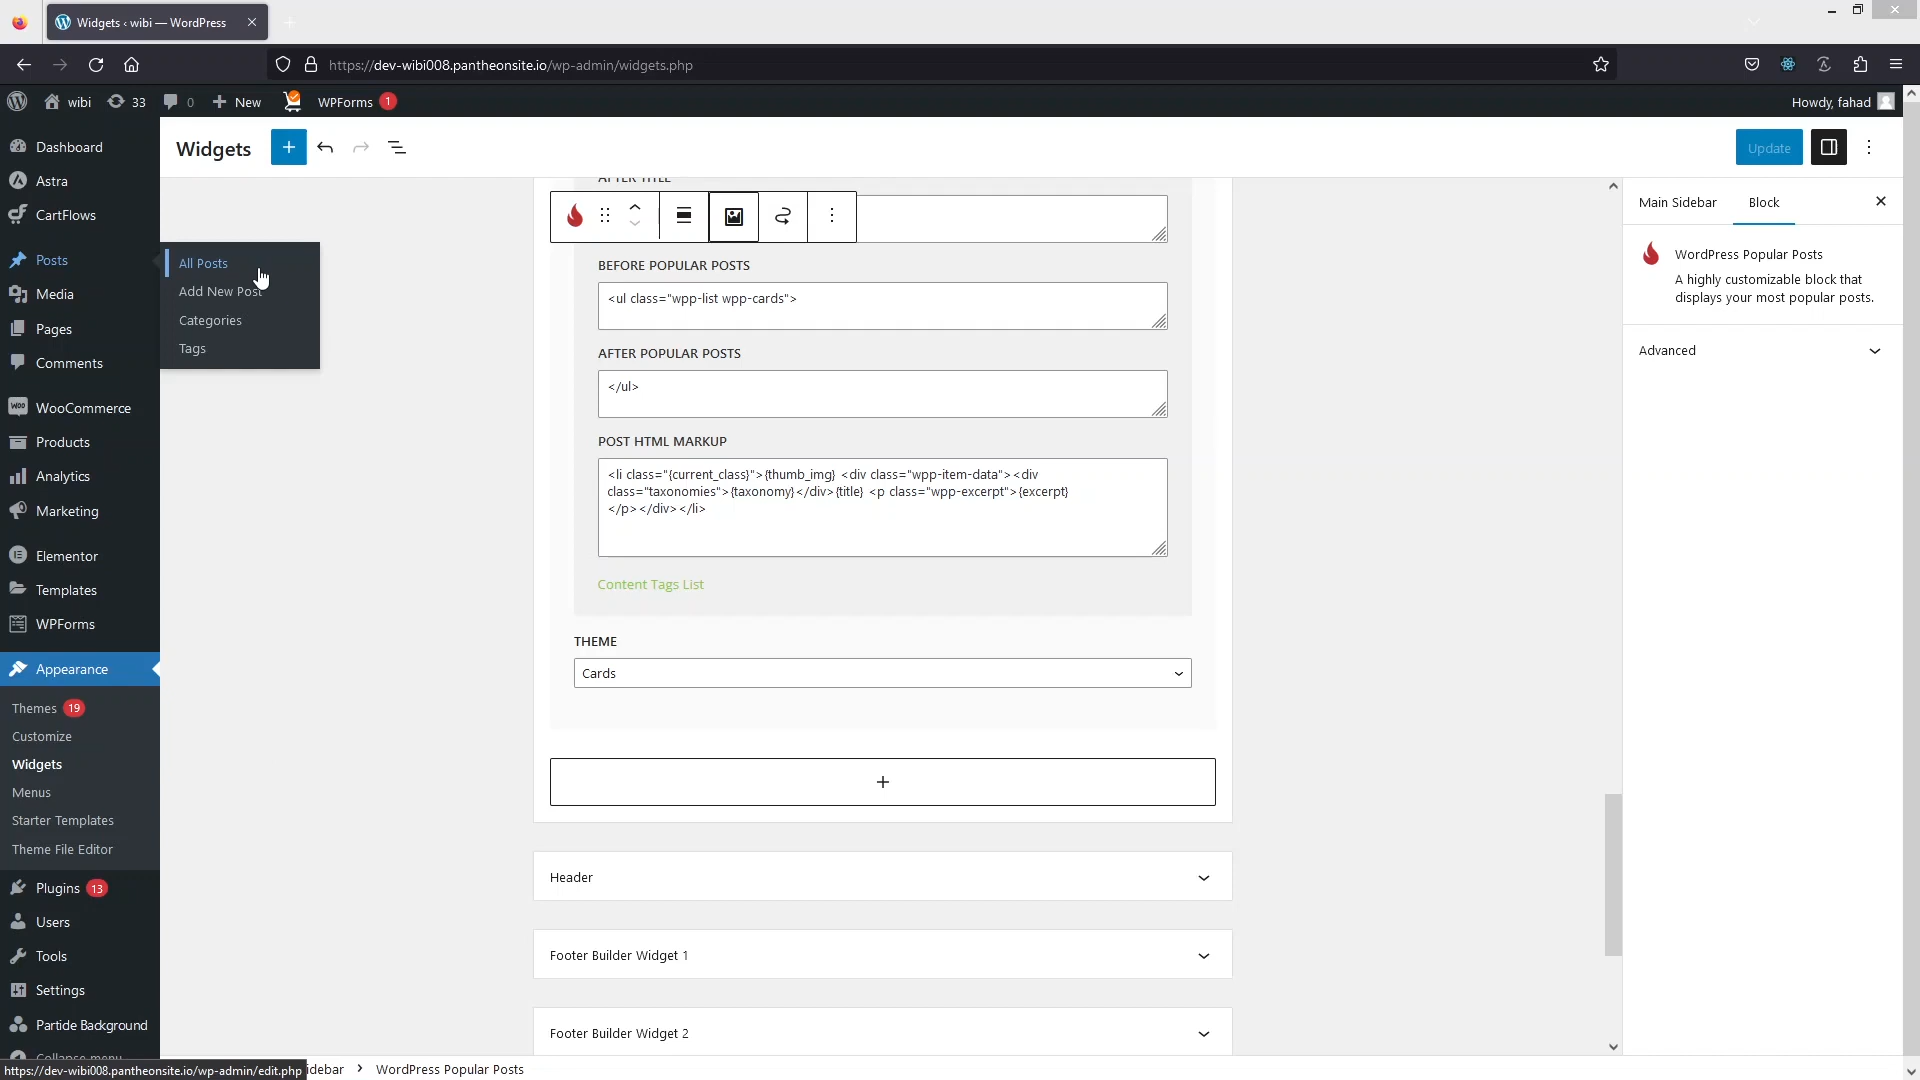 Widgets ‹ wibi — WordPress
https://dev-wibi008.pantheonsite.io/wp-admin/widgets.php
wibi
33
0
New
WPForms
1
Howdy, fahad
Dashboard
Astra
CartFlows
Posts
Media
Pages
Comments
WooCommerce
Products
Analytics
Marketing
Elementor
Templates
WPForms
Appearance
Themes 19
Customize
Widgets
Menus
Starter Templates
Theme File Editor
Plugins 13
Users
Tools
Settings
Particle Background
Collapse menu
All Posts
Add New Post
Categories
Tags
Widgets
Update
AFTER TITLE
BEFORE POPULAR POSTS
<ul class="wpp-list wpp-cards">
AFTER POPULAR POSTS
</ul>
POST HTML MARKUP
<li class="{current_class}">{thumb_img} <div class="wpp-item-data"><div
class="taxonomies">{taxonomy}</div>{title} <p class="wpp-excerpt">{excerpt}
</p></div></li>
Content Tags List
THEME
Cards
Header
Footer Builder Widget 1
Footer Builder Widget 2
Main Sidebar
Block
WordPress Popular Posts
A highly customizable block that
displays your most popular posts.
Advanced
https://dev-wibi008.pantheonsite.io/wp-admin/edit.php
idebar
WordPress Popular Posts